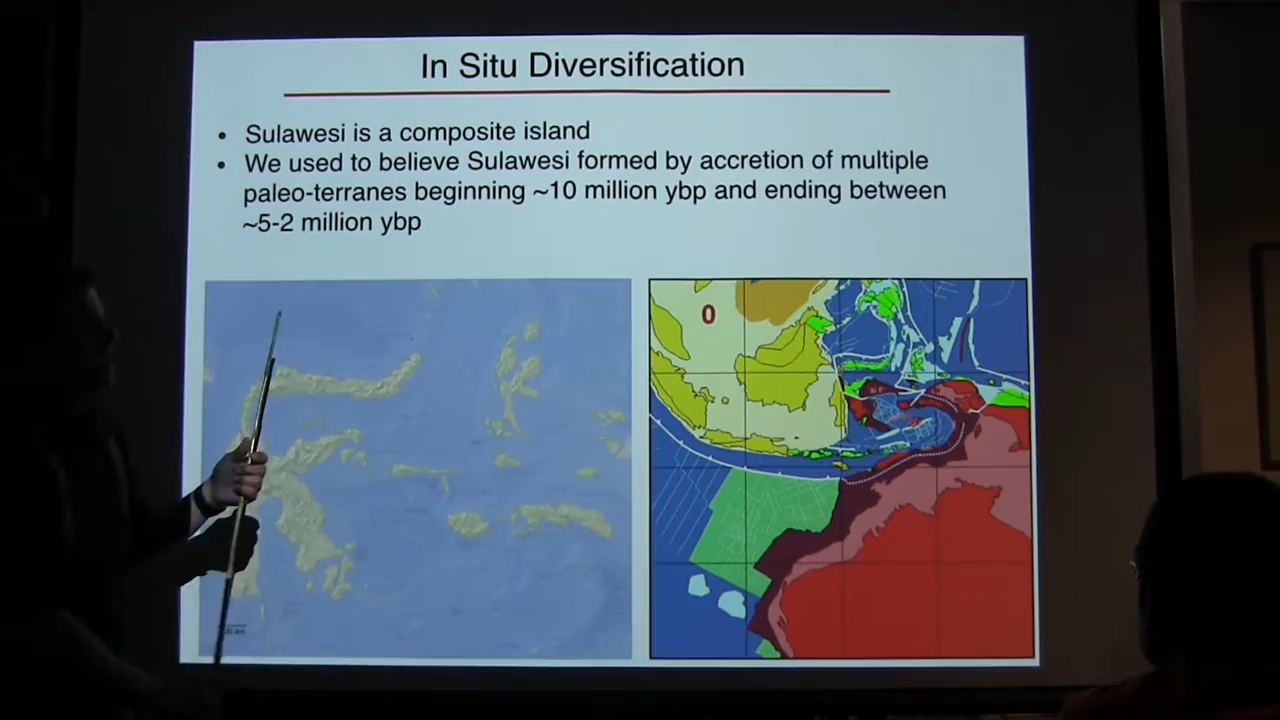 In Situ Diversification
• Sulawesi is a composite island
• We used to believe Sulawesi formed by accretion of multiple
paleo-terranes beginning ~10 million ybp and ending between
~5-2 million ybp
0